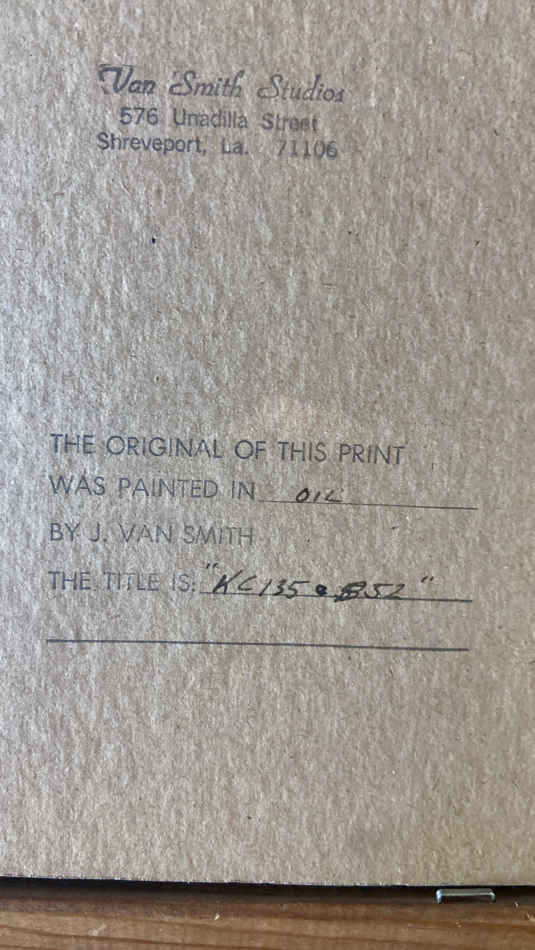 Van Smith Studios
576 Unadilla Street
Shreveport, La. 71106
THE ORIGINAL OF THIS PRINT
WAS PAINTED IN OIL
BY J. VAN SMITH
THE TITLE IS: "KC135 & B52"